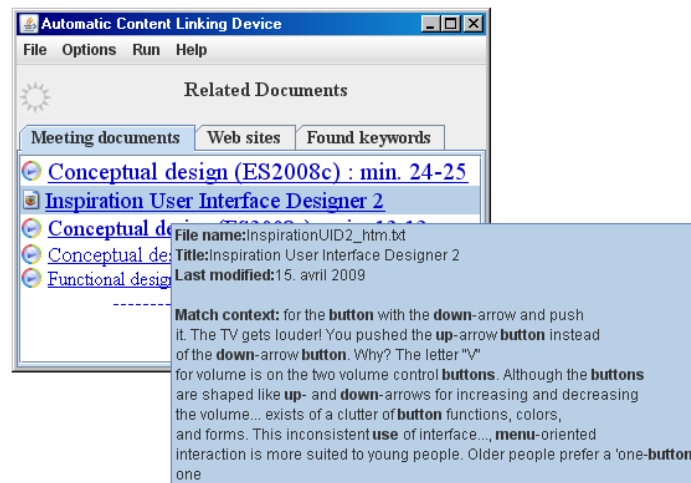 Automatic Content Linking Device
File Options Run Help
Related Documents
Meeting documents Web sites Found keywords
Conceptual design (ES2008c) : min. 24-25
Inspiration User Interface Designer 2
Conceptual de
Conceptual de
Functional design
File name:InspirationUID2_htm.txt
Title:Inspiration User Interface Designer 2
Last modified:15. avril 2009
Match context: for the button with the down-arrow and push
it. The TV gets louder! You pushed the up-arrow button instead
of the down-arrow button. Why? The letter "V"
for volume is on the two volume control buttons. Although the buttons
are shaped like up- and down-arrows for increasing and decreasing
the volume... exists of a clutter of button functions, colors,
and forms. This inconsistent use of interface..., menu-oriented
interaction is more suited to young people. Older people prefer a 'one-button
one